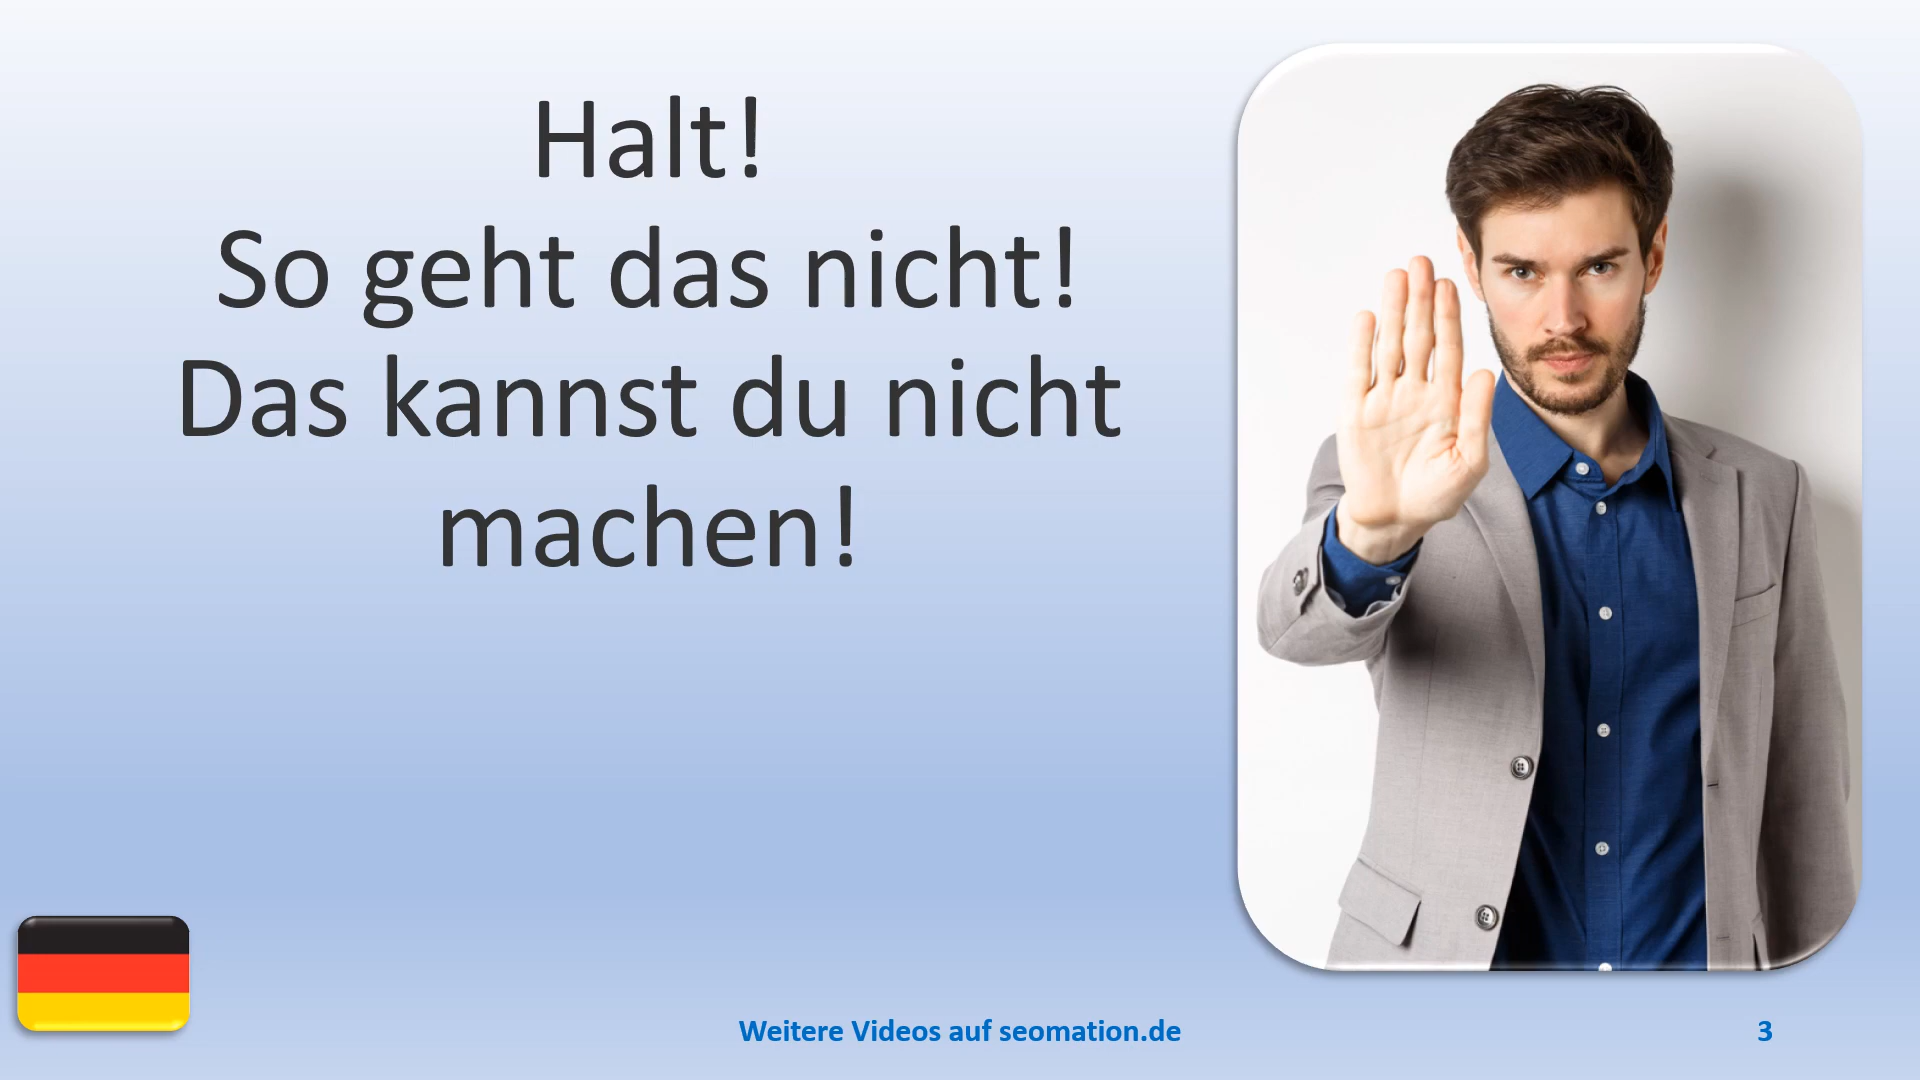 Halt!
So geht das nicht!
Das kannst du nicht
machen!
Weitere Videos auf seomation.de
3